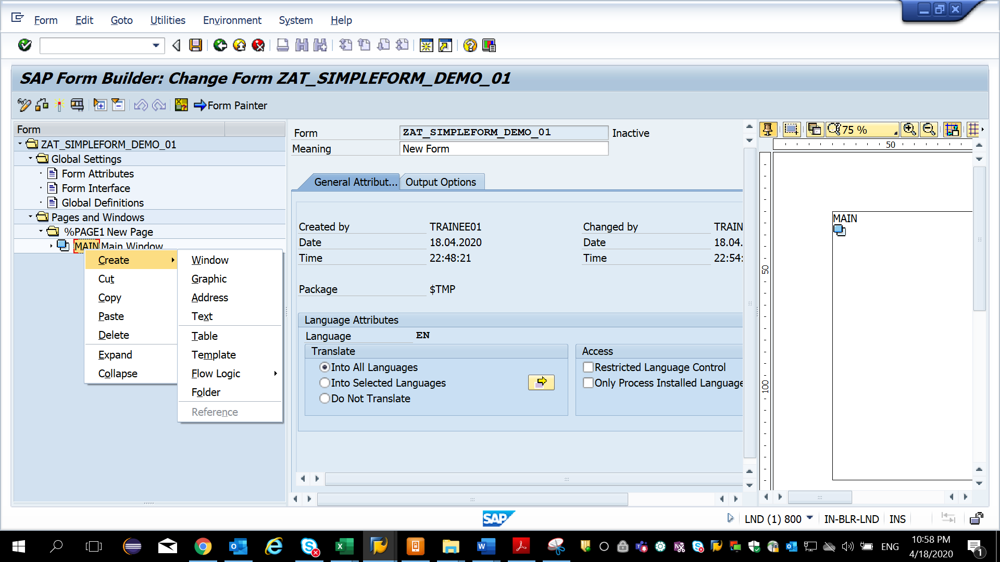 Form Edit Goto Utilities Environment System Help
SAP Form Builder: Change Form ZAT_SIMPLEFORM_DEMO_01
Form Painter
Form
ZAT_SIMPLEFORM_DEMO_01
Global Settings
Form Attributes
Form Interface
Global Definitions
Pages and Windows
%PAGE1 New Page
MAIN Main Window
Create
Cut
Copy
Paste
Delete
Expand
Collapse
Window
Graphic
Address
Text
Table
Template
Flow Logic
Folder
Reference
Form ZAT_SIMPLEFORM_DEMO_01 Inactive
Meaning New Form
General Attribut... Output Options
Created by TRAINEE01 Changed by TRAIN
Date 18.04.2020 Date 18.04.
Time 22:48:21 Time 22:54:
Package $TMP
Language Attributes
Language EN
Translate
Into All Languages
Into Selected Languages
Do Not Translate
Access
Restricted Language Control
Only Process Installed Language
75 %
50
50
100
MAIN
SAP
LND (1) 800 IN-BLR-LND INS
ENG
10:58 PM
4/18/2020
1